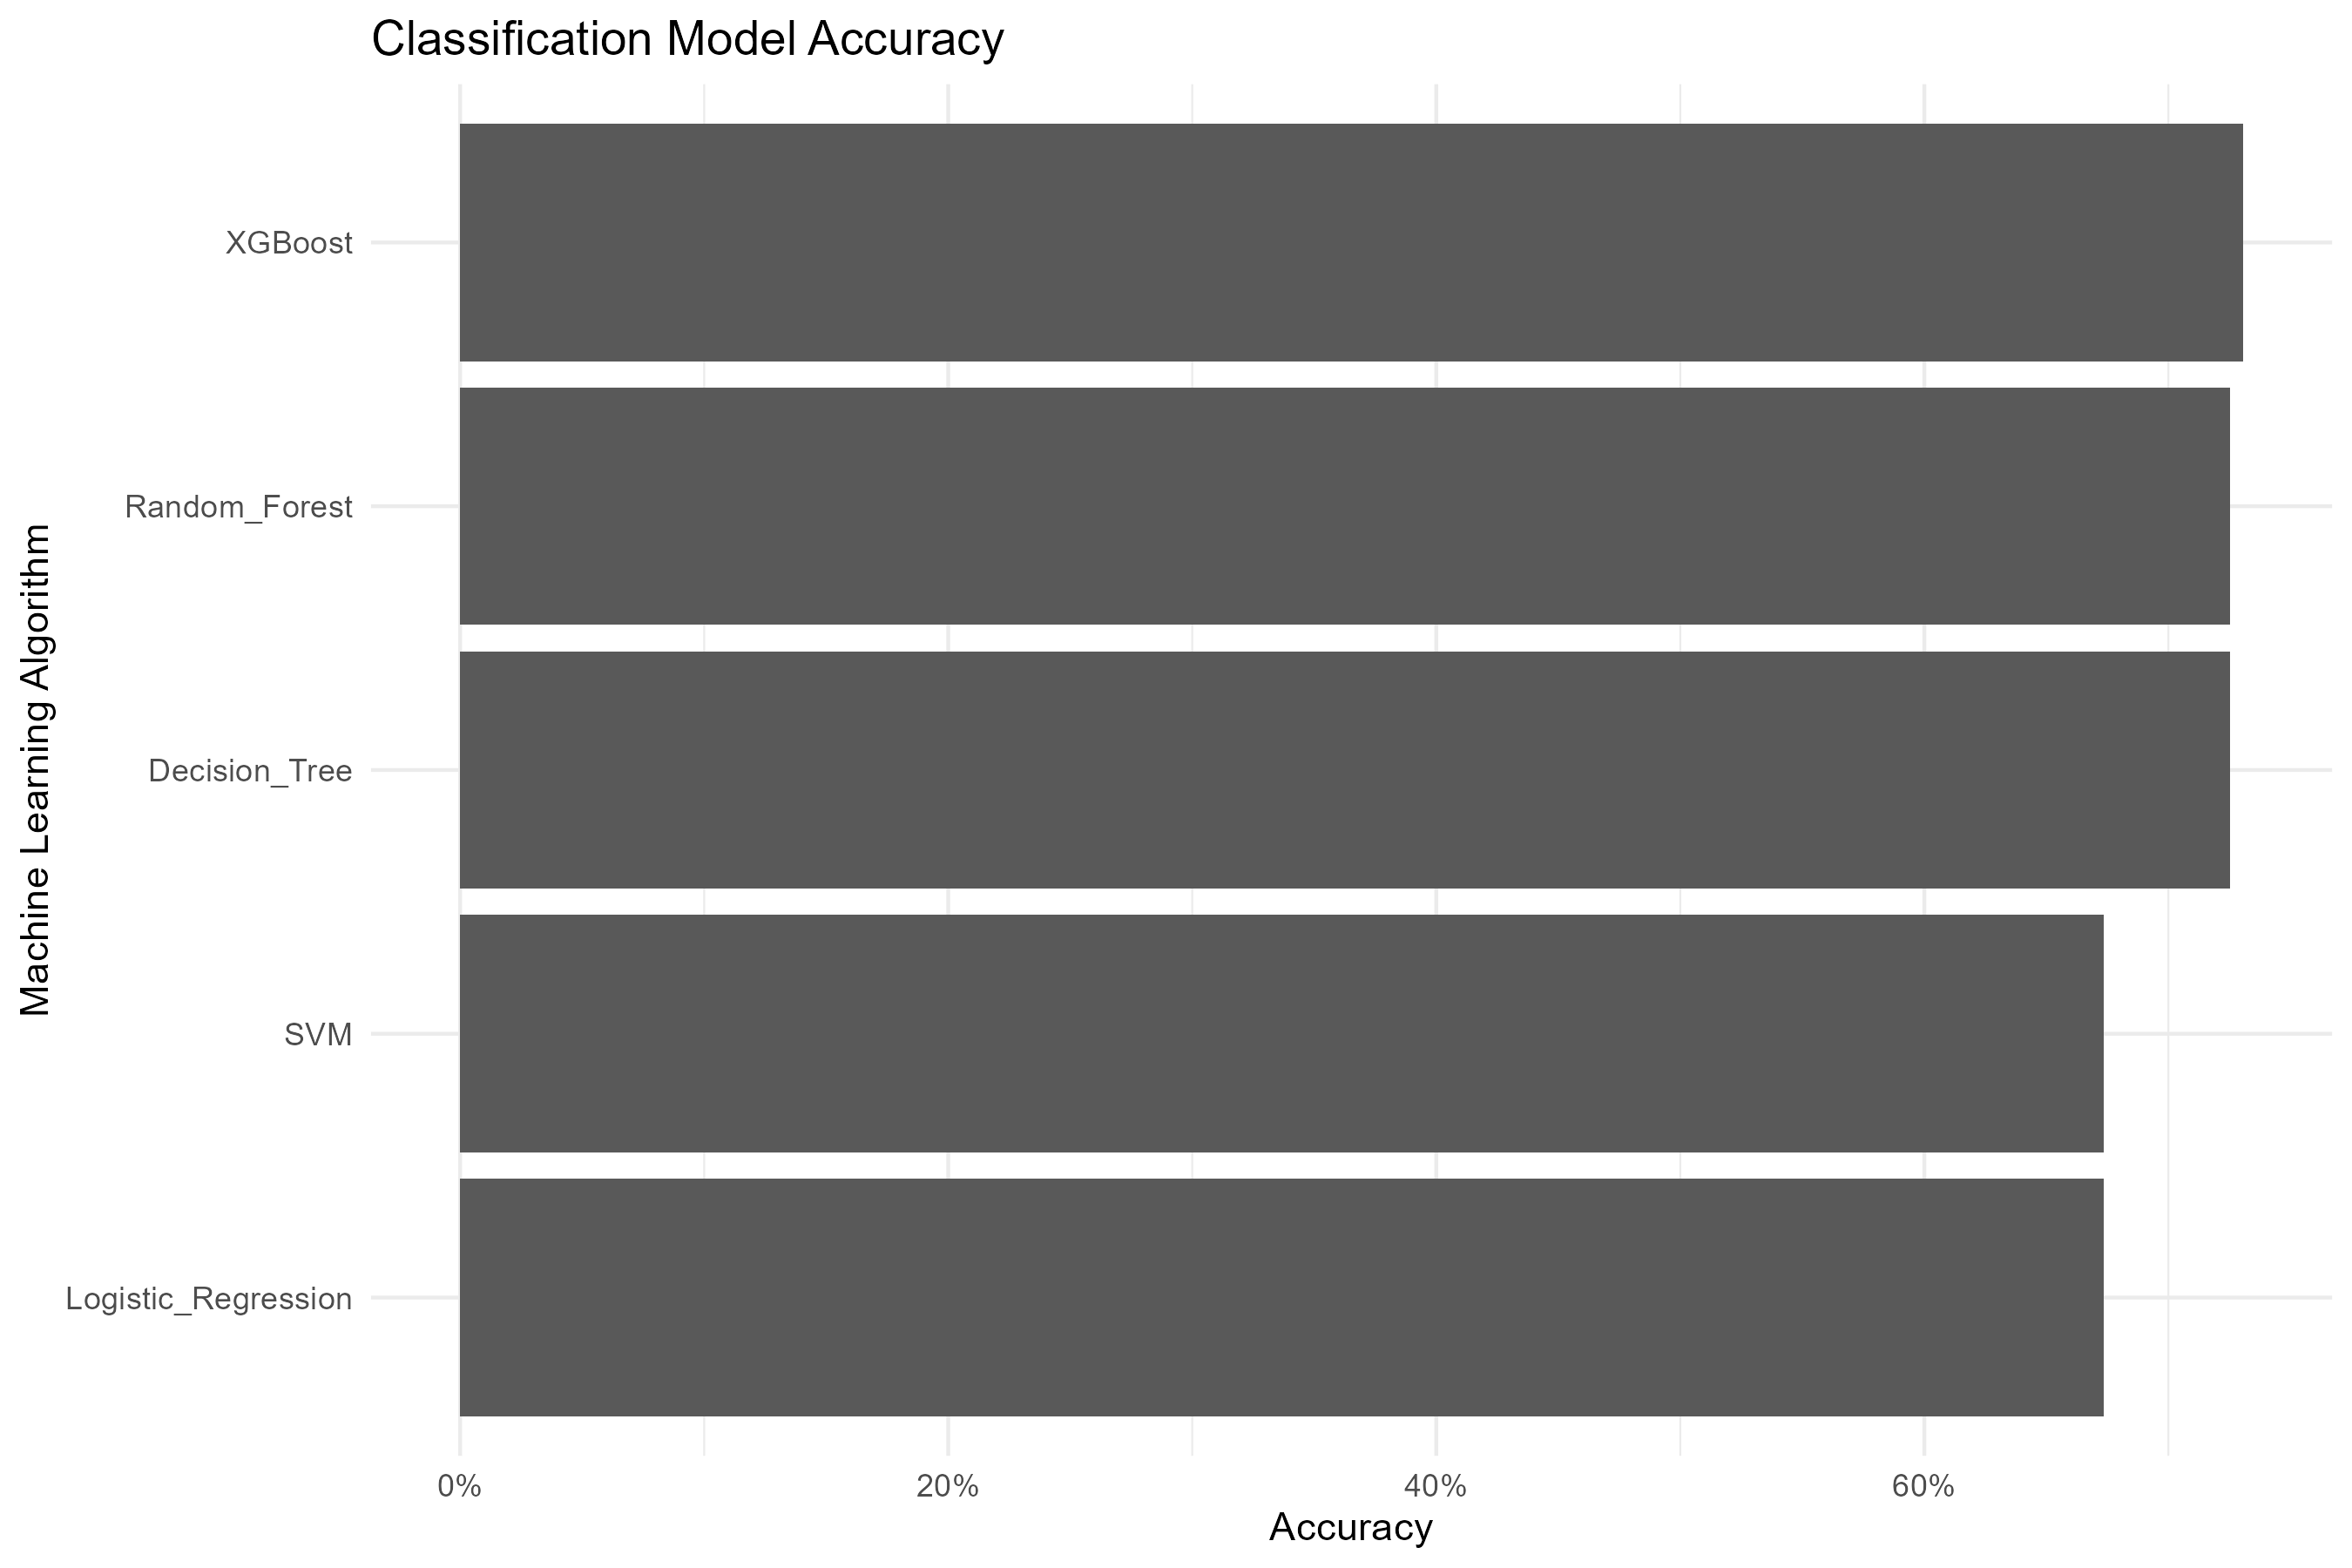 Classification Model Accuracy
Machine Learning Algorithm
XGBoost
Random_Forest
Decision_Tree
SVM
Logistic_Regression
0% 20% 40% 60%
Accuracy